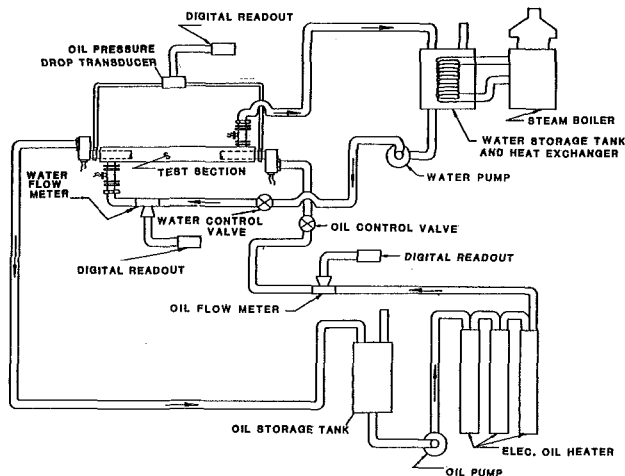 DIGITAL READOUT
OIL PRESSURE
DROP TRANSDUCER
STEAM BOILER
WATER STORAGE TANK
AND HEAT EXCHANGER
TEST SECTION
WATER
FLOW
METER
WATER PUMP
WATER CONTROL
VALVE
OIL CONTROL VALVE
DIGITAL READOUT
DIGITAL READOUT
OIL FLOW METER
OIL STORAGE TANK
ELEC. OIL HEATER
OIL PUMP